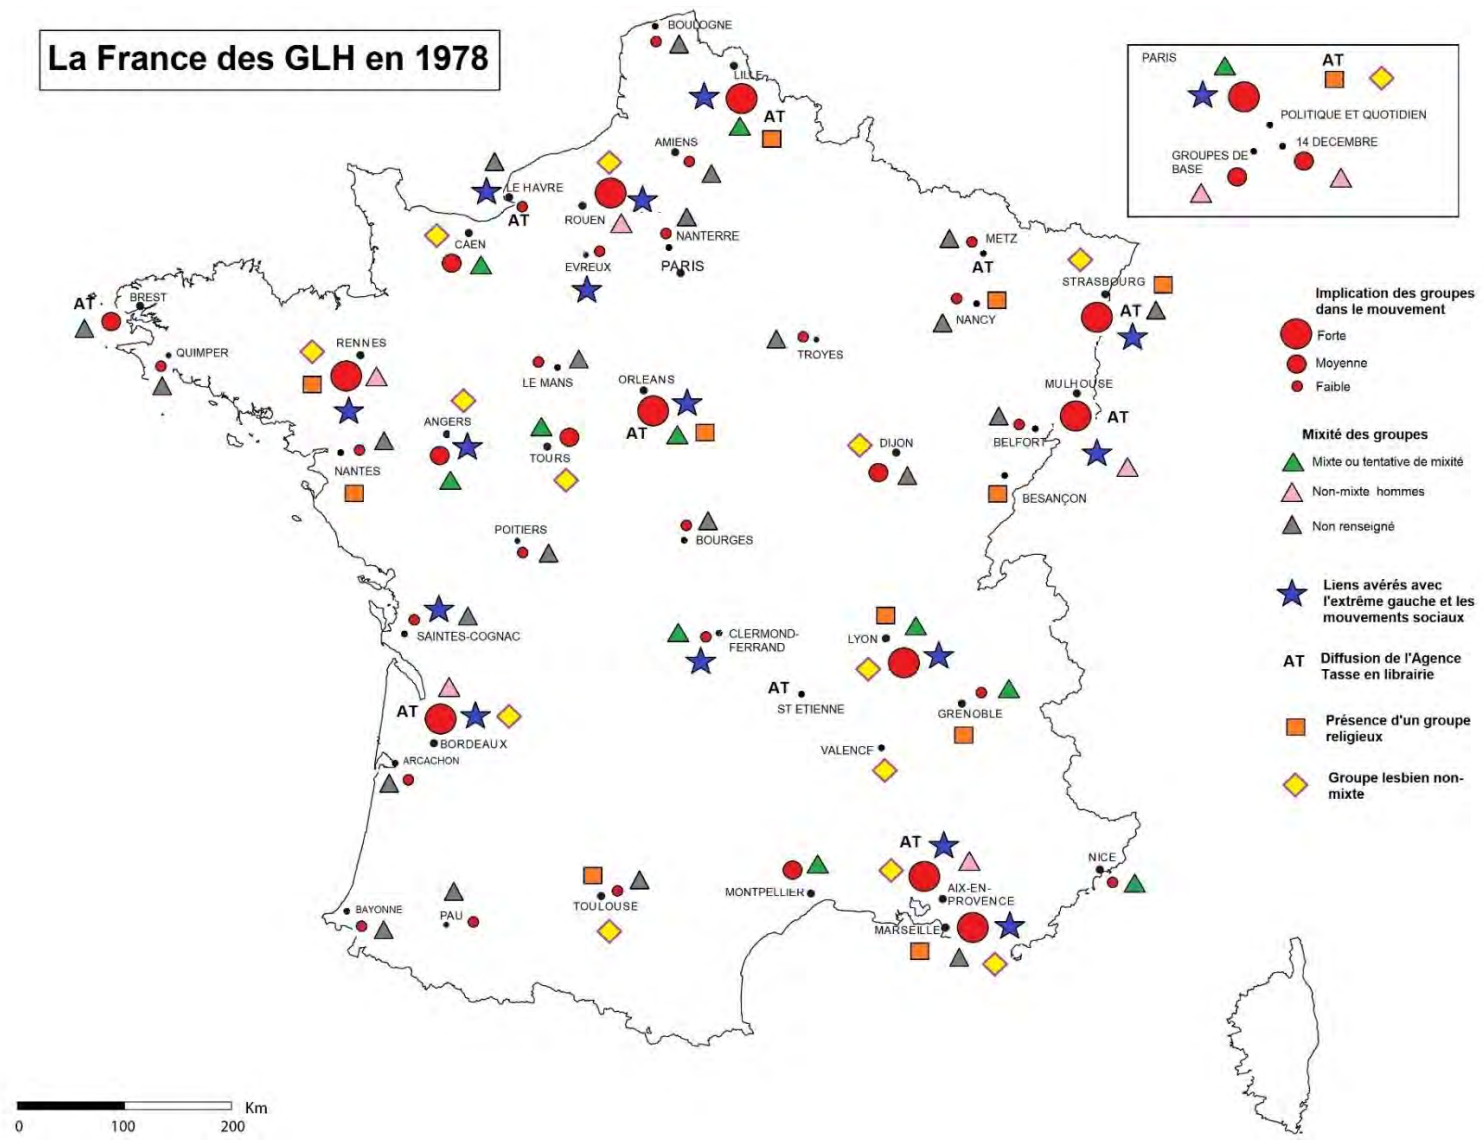 La France des GLH en 1978
BOULOGNE
LILLE
AT
AMIENS
LE HAVRE
AT
ROUEN
NANTERRE
CAEN
EVREUX
PARIS
METZ
AT
STRASBOURG
AT
NANCY
AT
BREST
QUIMPER
RENNES
TROYES
LE MANS
ORLEANS
AT
MULHOUSE
AT
ANGERS
TOURS
DIJON
BELFORT
NANTES
BESANÇON
POITIERS
BOURGES
SAINTES-COGNAC
CLERMOND-
FERRAND
LYON
AT
ST ETIENNE
GRENOBLE
AT
BORDEAUX
VALENCE
ARCACHON
AT
NICE
MONTPELLIER
AIX-EN-
PROVENCE
TOULOUSE
BAYONNE
PAU
MARSEILLE
PARIS
AT
POLITIQUE ET QUOTIDIEN
14 DECEMBRE
GROUPES DE
BASE
Implication des groupes
dans le mouvement
Forte
Moyenne
Faible
Mixité des groupes
Mixte ou tentative de mixité
Non-mixte hommes
Non renseigné
Liens avérés avec
l'extrême gauche et les
mouvements sociaux
AT
Diffusion de l'Agence
Tasse en librairie
Présence d'un groupe
religieux
Groupe lesbien non-
mixte
Km
0 100 200